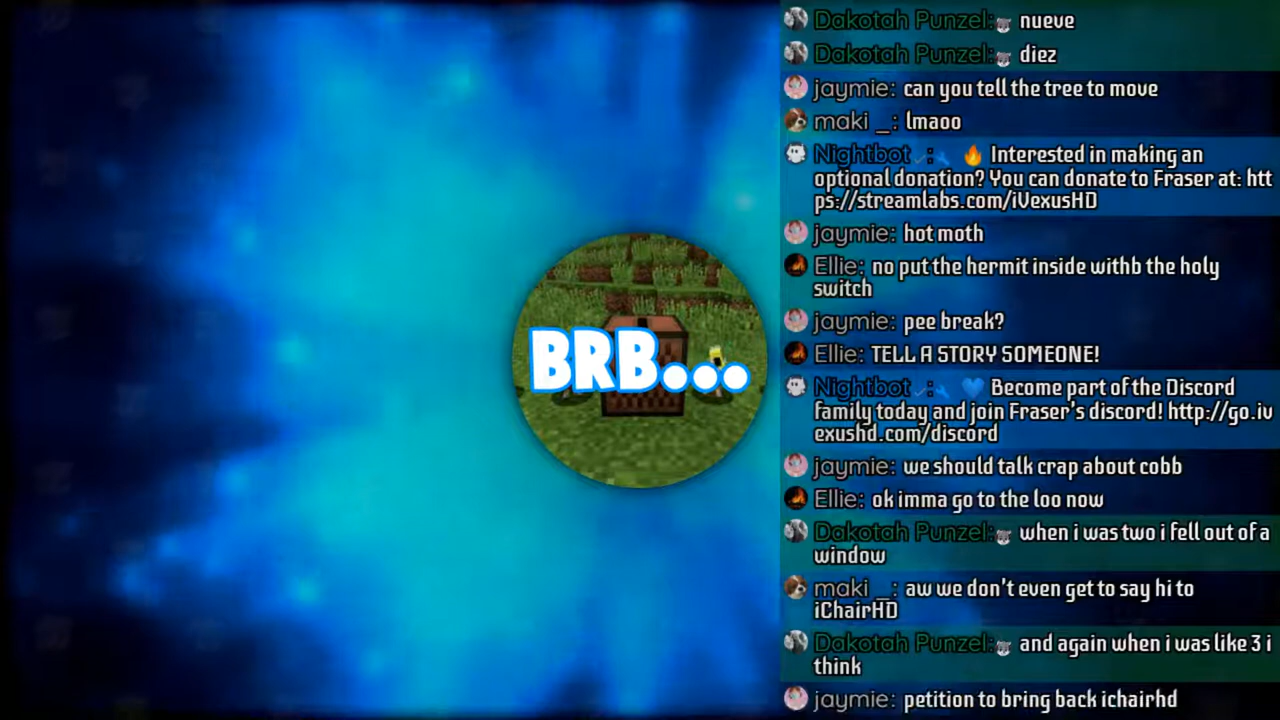 BRB...
Dakotah Punzel: nueve
Dakotah Punzel: diez
jaymie: can you tell the tree to move
maki _: lmaoo
Nightbot : 🔥 Interested in making an
optional donation? You can donate to Fraser at: htt
ps://streamlabs.com/iVexusHD
jaymie: hot moth
Ellie: no put the hermit inside withb the holy
switch
jaymie: pee break?
Ellie: TELL A STORY SOMEONE!
Nightbot : 💙 Become part of the Discord
family today and join Fraser's discord! http://go.iv
exushd.com/discord
jaymie: we should talk crap about cobb
Ellie: ok imma go to the loo now
Dakotah Punzel: when i was two i fell out of a
window
maki _: aw we don't even get to say hi to
iChairHD
Dakotah Punzel: and again when i was like 3 i
think
jaymie: petition to bring back ichairhd